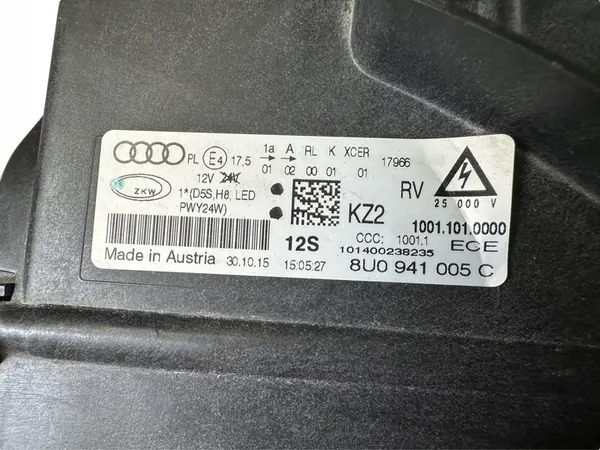 PL E4 17,5 1a A RL K XCER 17966
01 02 00 01 01
12V 24V
ZKW 1*(D5S, H8, LED
PWY24W)
RV 25 000 V
KZ2 1001.101.0000
12S CCC: 1001.1 ECE
101400238235
Made in Austria 30.10.15 15:05:27 8U0 941 005 C